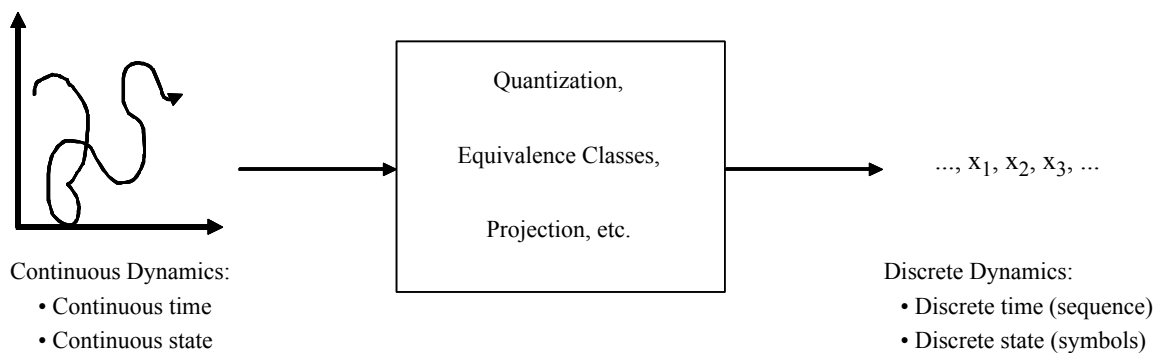 Quantization,
Equivalence Classes,
Projection, etc.
..., x₁, x₂, x₃, ...
Continuous Dynamics:
• Continuous time
• Continuous state
Discrete Dynamics:
• Discrete time (sequence)
• Discrete state (symbols)